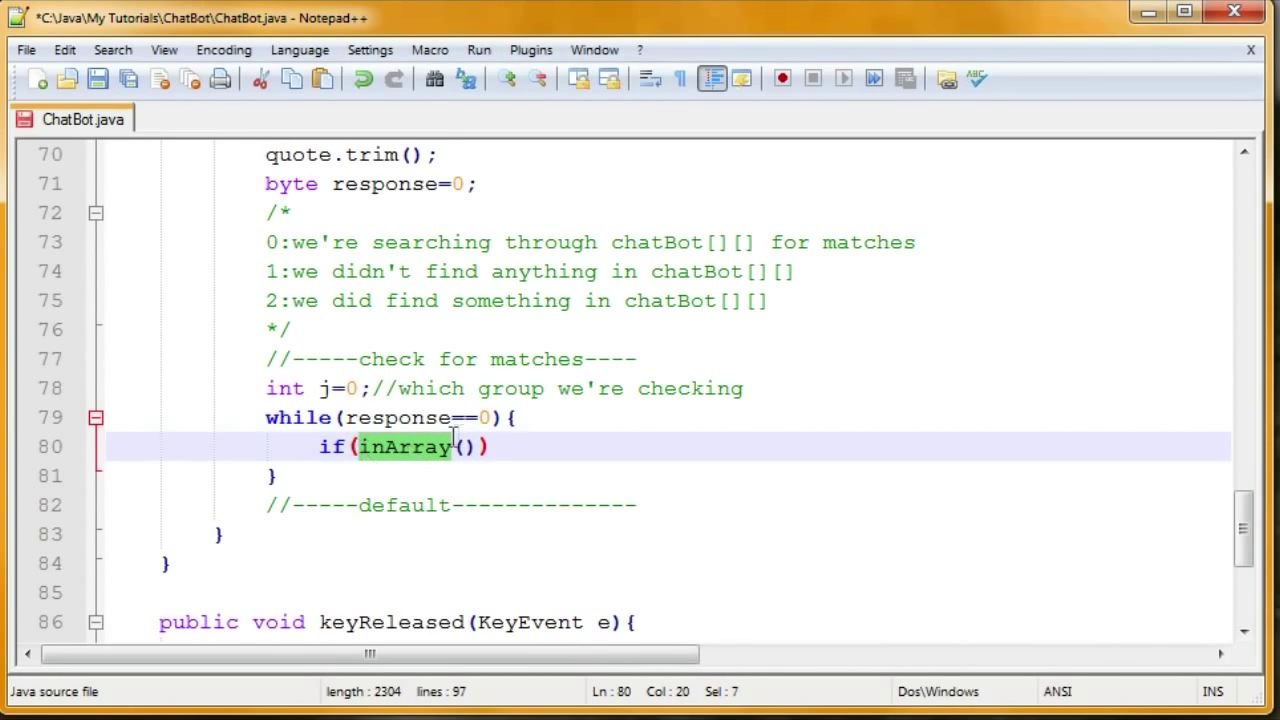 *C:\Java\My Tutorials\ChatBot\ChatBot.java - Notepad++
File Edit Search View Encoding Language Settings Macro Run Plugins Window ? X
ABC
ChatBot.java
70 quote.trim();
71 byte response=0;
72 /*
73 0:we're searching through chatBot[][] for matches
74 1:we didn't find anything in chatBot[][]
75 2:we did find something in chatBot[][]
76 */
77 //-----check for matches----
78 int j=0;//which group we're checking
79 while(response==0){
80 if(inArray())
81 }
82 //-----default--------------
83 }
84 }
85
86 public void keyReleased(KeyEvent e){
Java source file length : 2304 lines : 97 Ln : 80 Col : 20 Sel : 7 Dos\Windows ANSI INS